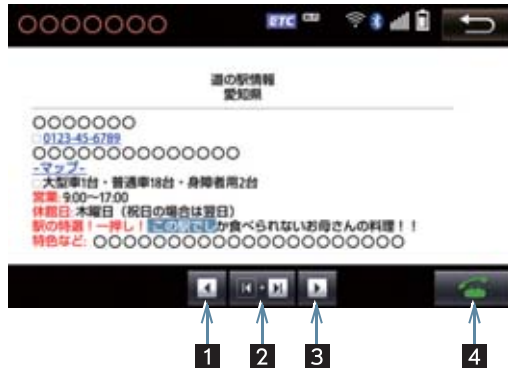 ○○○○○○○ ETC
道の駅情報
愛知県
○○○○○○○
0123-45-6789
○○○○○○○○○○○○○○
-マップ-
大型車1台・普通車18台・身障者用2台
営業: 9:00～17:00
休館日: 木曜日（祝日の場合は翌日）
駅の特選！一押し！この駅でしか食べられないお母さんの料理！！
特色など: ○○○○○○○○○○○○○○○○○○○○○
1 2 3 4